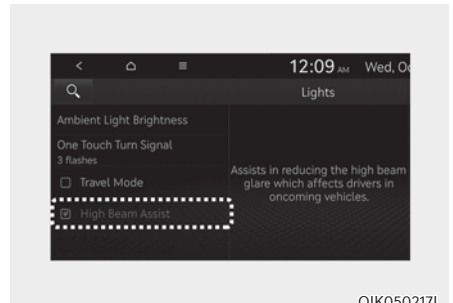 12:09 AM Wed, Oc
Lights
Ambient Light Brightness
One Touch Turn Signal
3 flashes
Travel Mode
High Beam Assist
Assists in reducing the high beam
glare which affects drivers in
oncoming vehicles.